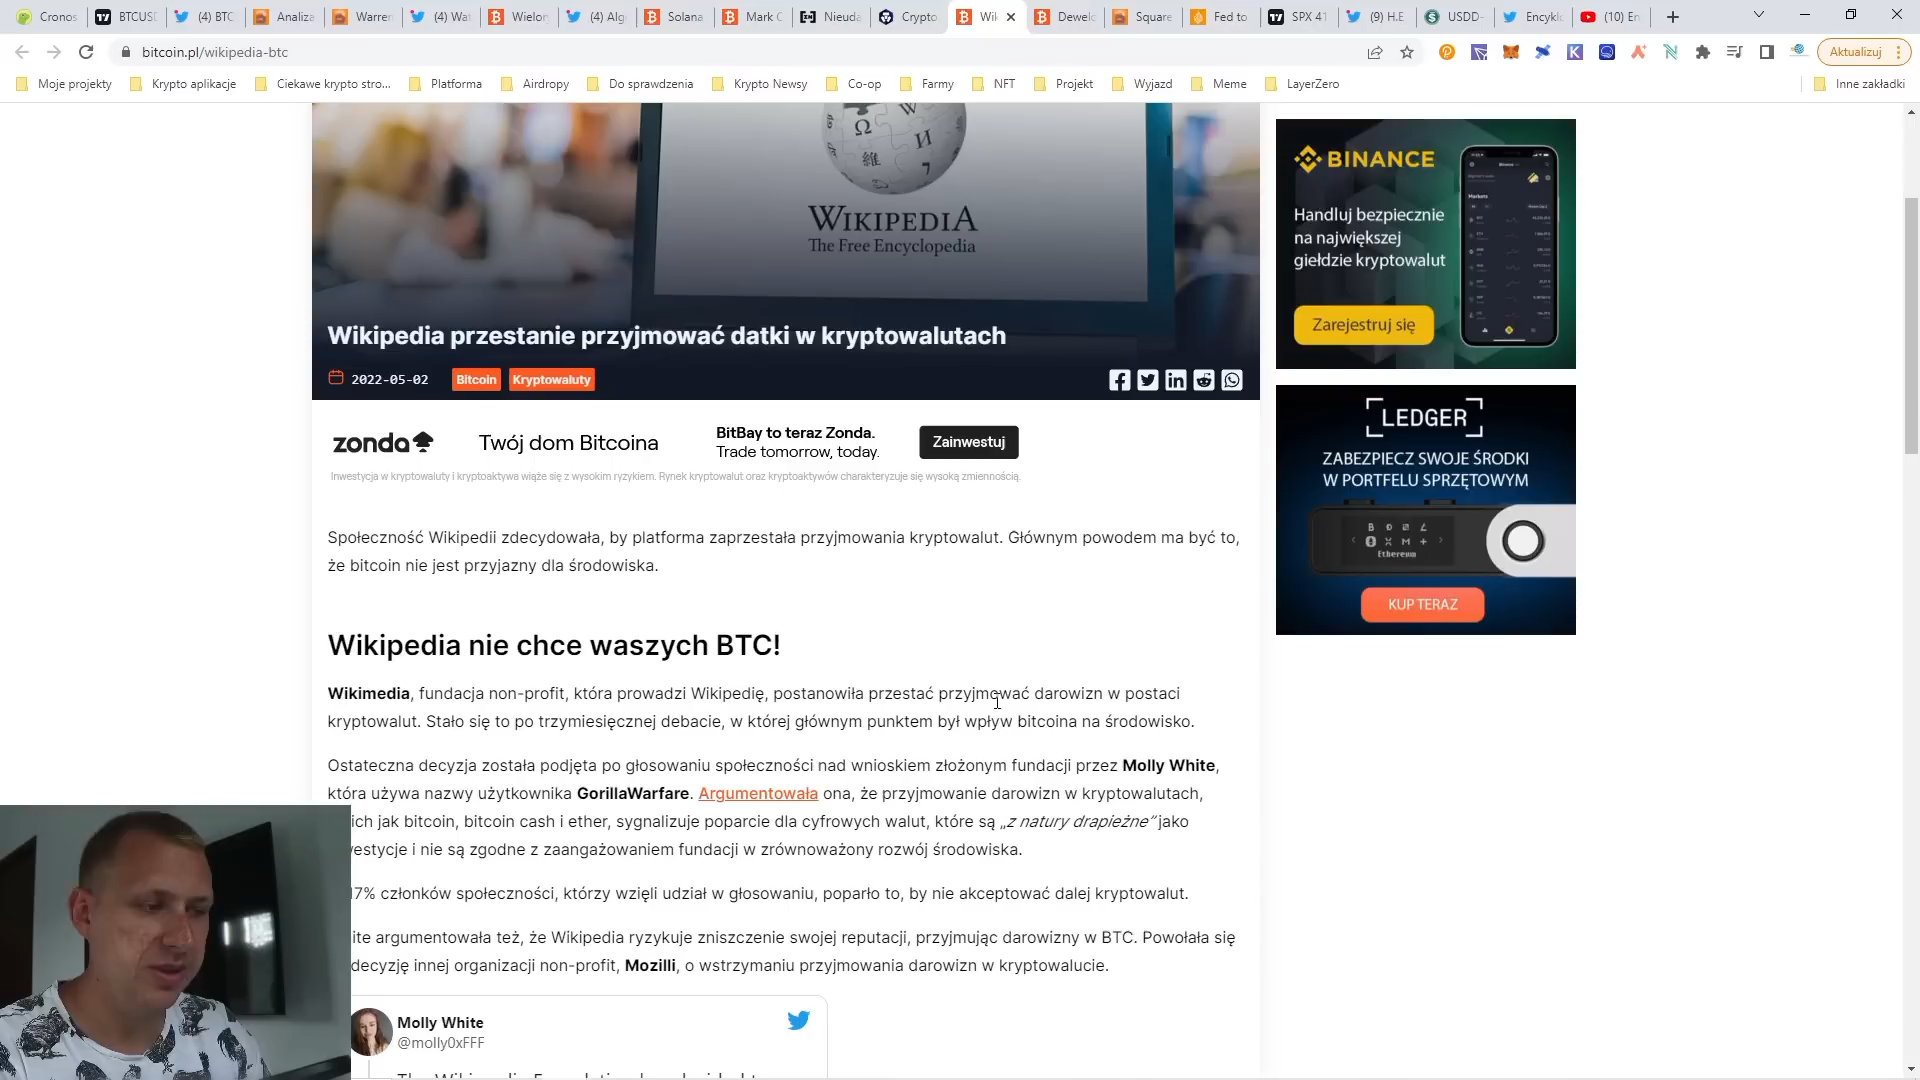 Cronos
BTCUSD
(4) BTC
Analiza
Warren
(4) Wat
Wielor
(4) Alg
Solana
Mark C
Nieuda
Crypto
Wik
Dewelo
Square
Fed to
SPX 41
(9) H.E
USDD-
Encykl
(10) En
bitcoin.pl/wikipedia-btc
Aktualizuj
Moje projekty
Krypto aplikacje
Ciekawe krypto stro...
Platforma
Airdropy
Do sprawdzenia
Krypto Newsy
Co-op
Farmy
NFT
Projekt
Wyjazd
Meme
LayerZero
Inne zakładki
WIKIPEDIA
The Free Encyclopedia
Wikipedia przestanie przyjmować datki w kryptowalutach
2022-05-02
Bitcoin
Kryptowaluty
zonda
Twój dom Bitcoina
BitBay to teraz Zonda.
Trade tomorrow, today.
Zainwestuj
Inwestycja w kryptowaluty i kryptoaktywa wiąże się z wysokim ryzykiem. Rynek kryptowalut oraz kryptoaktywów charakteryzuje się wysoką zmiennością.
Społeczność Wikipedii zdecydowała, by platforma zaprzestała przyjmowania kryptowalut. Głównym powodem ma być to,
że bitcoin nie jest przyjazny dla środowiska.
Wikipedia nie chce waszych BTC!
Wikimedia, fundacja non-profit, która prowadzi Wikipedię, postanowiła przestać przyjmować darowizn w postaci
kryptowalut. Stało się to po trzymiesięcznej debacie, w której głównym punktem był wpływ bitcoina na środowisko.
Ostateczna decyzja została podjęta po głosowaniu społeczności nad wnioskiem złożonym fundacji przez Molly White,
która używa nazwy użytkownika GorillaWarfare. Argumentowała ona, że przyjmowanie darowizn w kryptowalutach,
ich jak bitcoin, bitcoin cash i ether, sygnalizuje poparcie dla cyfrowych walut, które są „z natury drapieżne” jako
westycje i nie są zgodne z zaangażowaniem fundacji w zrównoważony rozwój środowiska.
17% członków społeczności, którzy wzięli udział w głosowaniu, poparło to, by nie akceptować dalej kryptowalut.
ite argumentowała też, że Wikipedia ryzykuje zniszczenie swojej reputacji, przyjmując darowizny w BTC. Powołała się
decyzję innej organizacji non-profit, Mozilli, o wstrzymaniu przyjmowania darowizn w kryptowalucie.
Molly White
@molly0xFFF
BINANCE
Handluj bezpiecznie
na największej
giełdzie kryptowalut
Zarejestruj się
LEDGER
ZABEZPIECZ SWOJE ŚRODKI
W PORTFELU SPRZĘTOWYM
Ethereum
KUP TERAZ